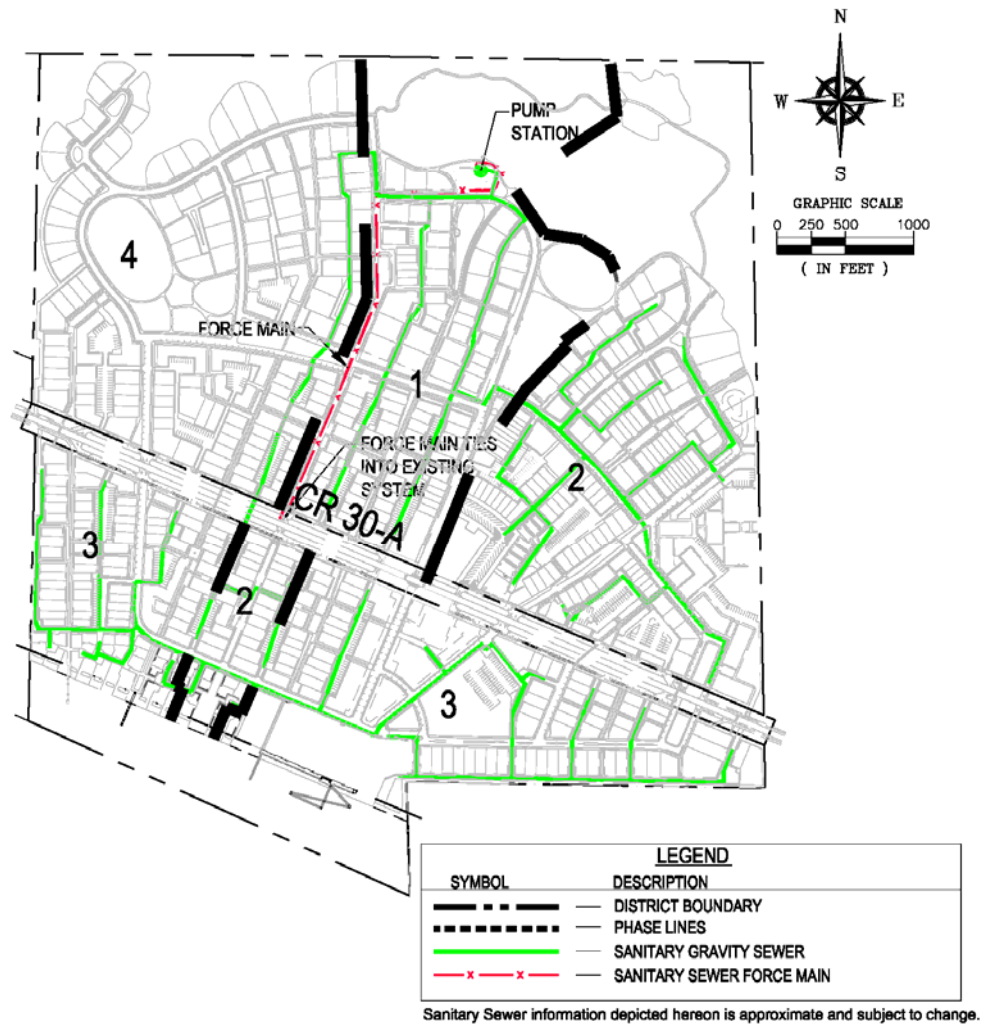 N
W E
S
GRAPHIC SCALE
0 250 500 1000
( IN FEET )
PUMP
STATION
4
FORCE MAIN
1
FORCE MAIN TIES
INTO EXISTING
SYSTEM
CR 30-A
2
3
2
3
LEGEND
SYMBOL DESCRIPTION
DISTRICT BOUNDARY
PHASE LINES
SANITARY GRAVITY SEWER
SANITARY SEWER FORCE MAIN
Sanitary Sewer information depicted hereon is approximate and subject to change.